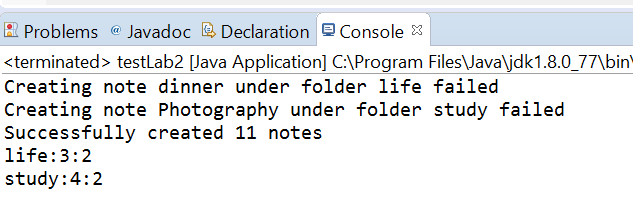 Problems @ Javadoc Declaration Console
<terminated> testLab2 [Java Application] C:\Program Files\Java\jdk1.8.0_77\bin\
Creating note dinner under folder life failed
Creating note Photography under folder study failed
Successfully created 11 notes
life:3:2
study:4:2